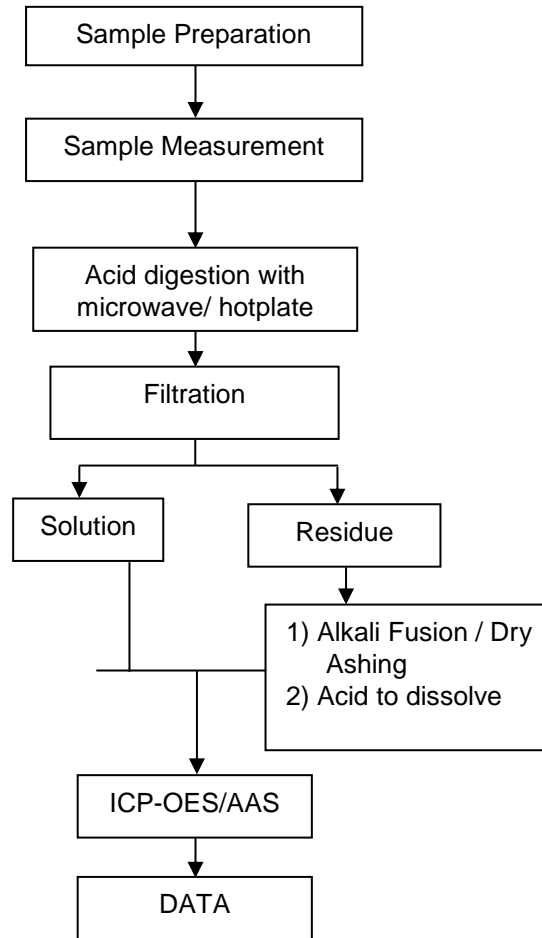 Sample Preparation
Sample Measurement
Acid digestion with
microwave/ hotplate
Filtration
Solution
Residue
1) Alkali Fusion / Dry
Ashing
2) Acid to dissolve
ICP-OES/AAS
DATA